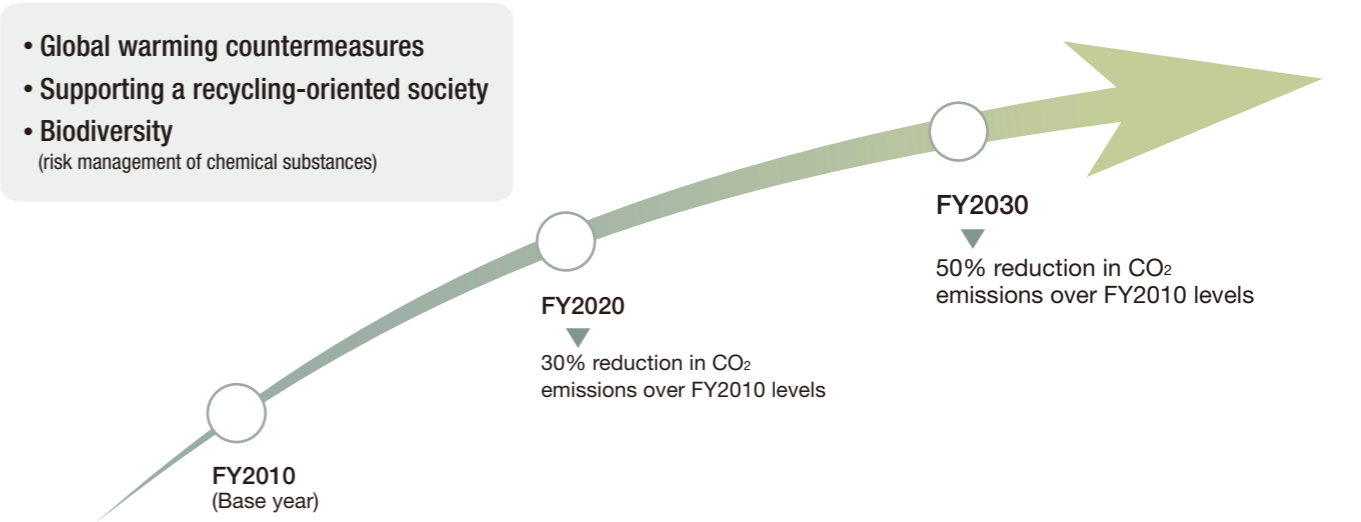 • Global warming countermeasures
• Supporting a recycling-oriented society
• Biodiversity
(risk management of chemical substances)
FY2010
(Base year)
FY2020
▼
30% reduction in CO₂
emissions over FY2010 levels
FY2030
▼
50% reduction in CO₂
emissions over FY2010 levels